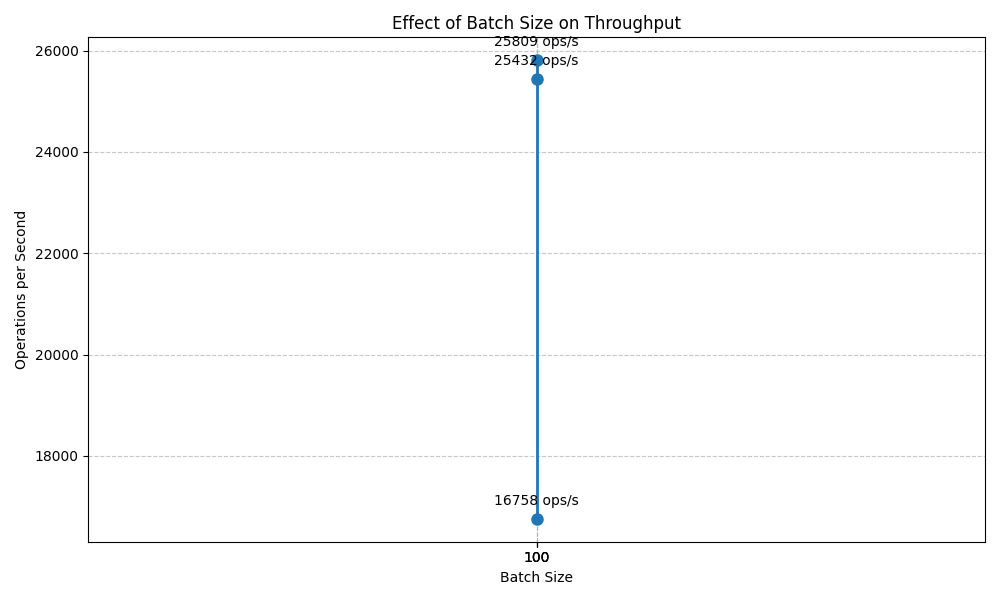 Effect of Batch Size on Throughput
25809 ops/s
25432 ops/s
16758 ops/s
26000
24000
22000
20000
18000
Operations per Second
100
Batch Size